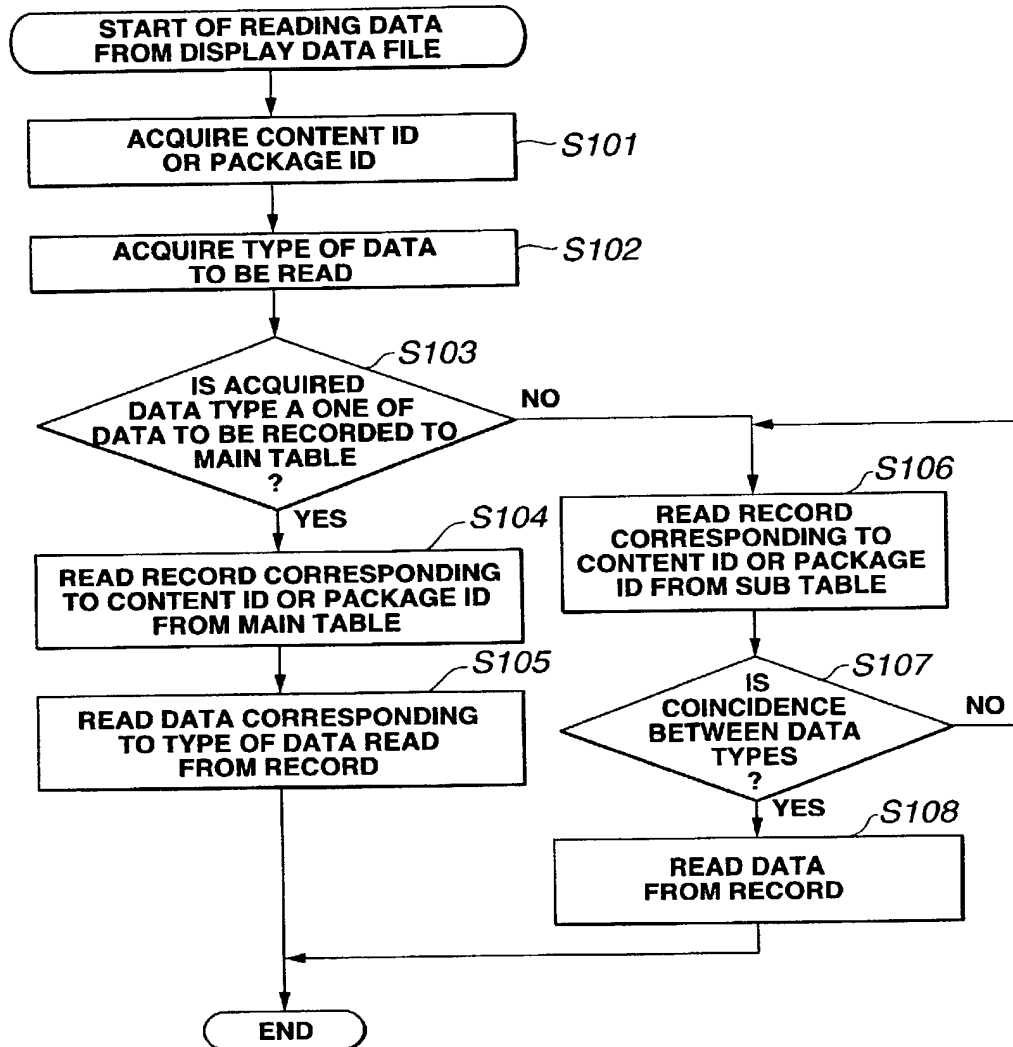 START OF READING DATA
FROM DISPLAY DATA FILE
ACQUIRE CONTENT ID
OR PACKAGE ID
S101
ACQUIRE TYPE OF DATA
TO BE READ
S102
S103
IS ACQUIRED
DATA TYPE A ONE OF
DATA TO BE RECORDED TO
MAIN TABLE
?
NO
YES
S104
READ RECORD CORRESPONDING
TO CONTENT ID OR PACKAGE ID
FROM MAIN TABLE
S105
READ DATA CORRESPONDING
TO TYPE OF DATA READ
FROM RECORD
S106
READ RECORD
CORRESPONDING TO
CONTENT ID OR PACKAGE
ID FROM SUB TABLE
S107
IS
COINCIDENCE
BETWEEN DATA
TYPES
?
NO
YES
S108
READ DATA
FROM RECORD
END